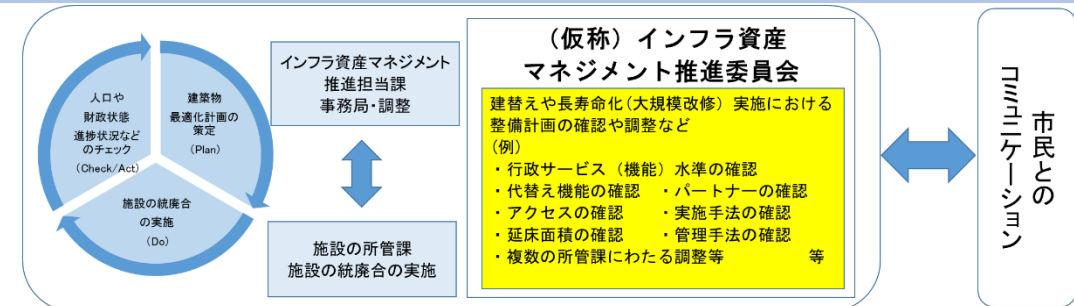 人口や
財政状態
進捗状況など
のチェック
(Check/Act)
建築物
最適化計画の
策定
(Plan)
施設の統廃合
の実施
(Do)
インフラ資産マネジメント
推進担当課
事務局・調整
施設の所管課
施設の統廃合の実施
（仮称）インフラ資産
マネジメント推進委員会
建替えや長寿命化(大規模改修）実施における
整備計画の確認や調整など
(例）
・行政サービス（機能）水準の確認
・代替え機能の確認　・パートナーの確認
・アクセスの確認　・実施手法の確認
・延床面積の確認　・管理手法の確認
・複数の所管課にわたる調整等　等
市民との
コミュニケーション